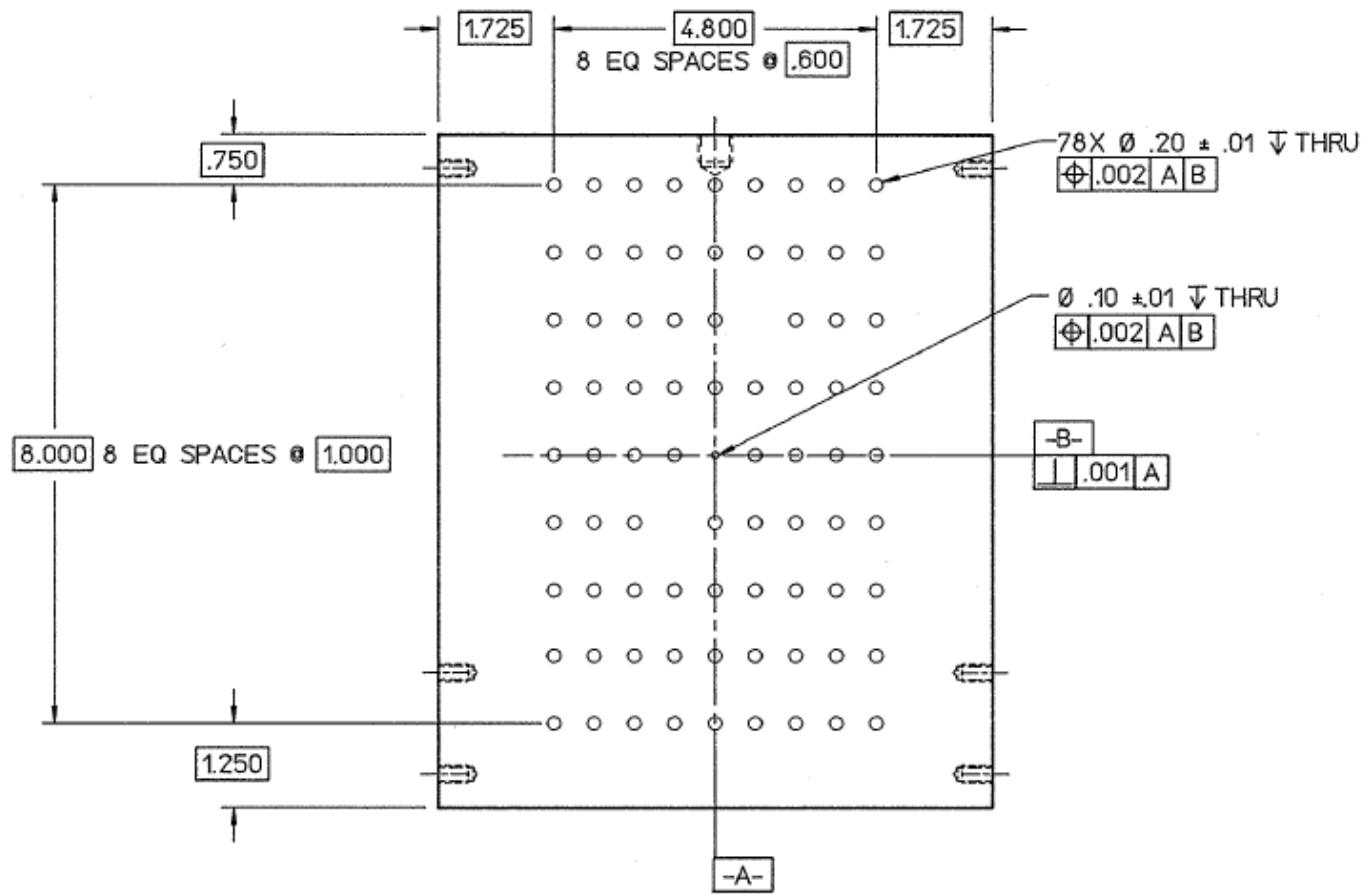 1.725 4.800 1.725
8 EQ SPACES @ .600
.750
78X Ø .20 ± .01 ↧ THRU
⌖ .002 A B
Ø .10 ±.01 ↧ THRU
⌖ .002 A B
8.000 8 EQ SPACES @ 1.000
-B-
⊥ .001 A
1.250
-A-